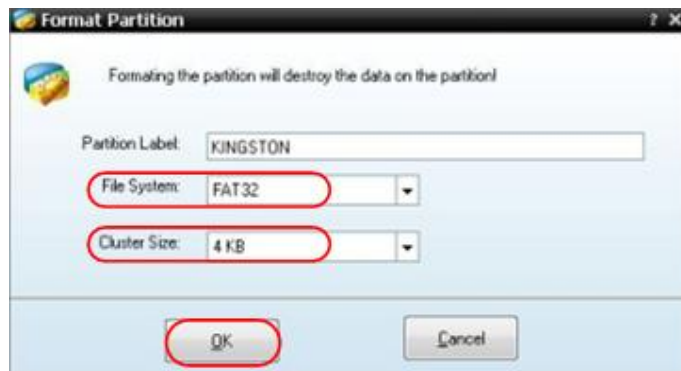 Format Partition ? X
Formating the partition will destroy the data on the partition!
Partition Label: KINGSTON
File System: FAT32
Cluster Size: 4 KB
OK Cancel